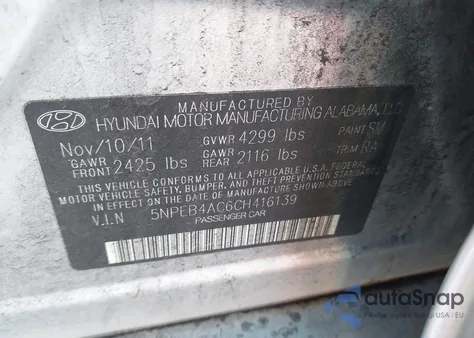 MANUFACTURED BY
HYUNDAI MOTOR MANUFACTURING ALABAMA, LLC
Nov/10/11 GVWR 4299 lbs PAINT SM
GAWR FRONT 2425 lbs GAWR REAR 2116 lbs TRIM RA
THIS VEHICLE CONFORMS TO ALL APPLICABLE U.S.A. FEDERAL
MOTOR VEHICLE SAFETY, BUMPER, AND THEFT PREVENTION
STANDARDS IN EFFECT ON THE DATE OF MANUFACTURE SHOWN ABOVE
V.I.N 5NPEB4AC6CH416139
PASSENGER CAR
autoSnap